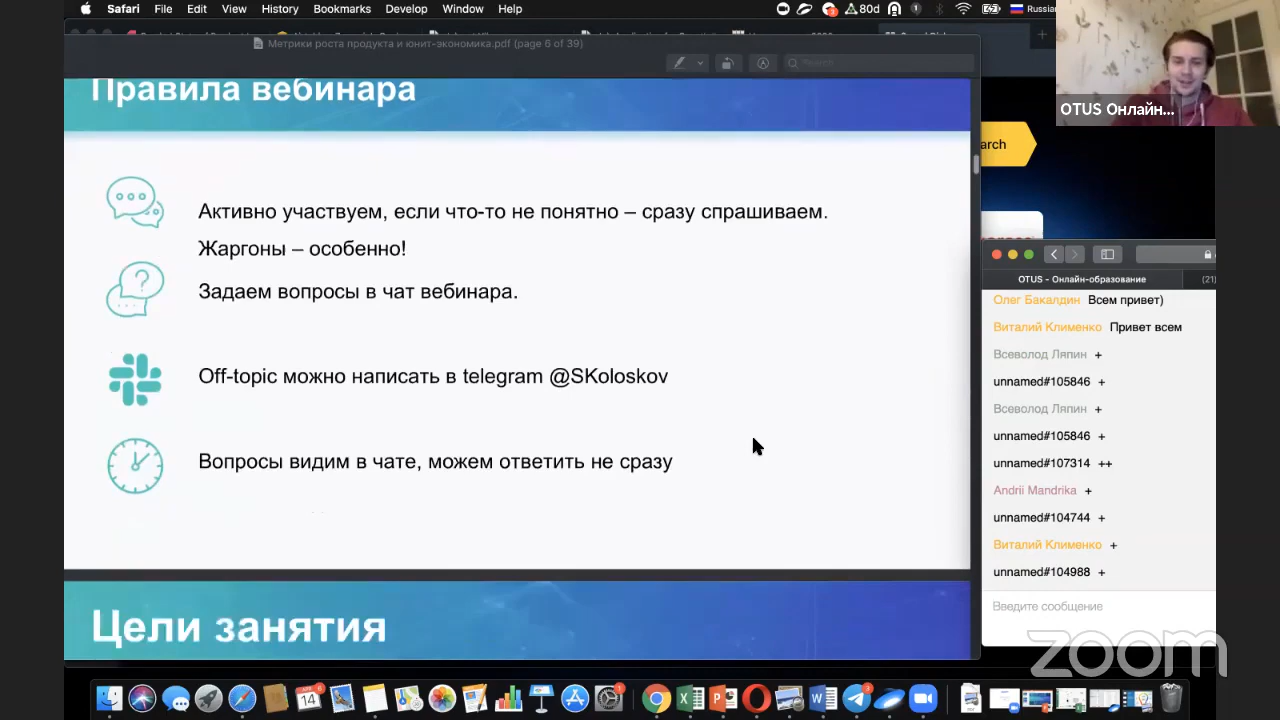 Safari File Edit View History Bookmarks Develop Window Help
80d
Russian
Метрики роста продукта и юнит-экономика.pdf (page 6 of 39)
Search
OTUS Онлайн...
arch
Правила вебинара
Активно участвуем, если что-то не понятно – сразу спрашиваем.
Жаргоны – особенно!
Задаем вопросы в чат вебинара.
Off-topic можно написать в telegram @SKoloskov
Вопросы видим в чате, можем ответить не сразу
Цели занятия
OTUS - Онлайн-образование
(21)
Олег Бакалдин Всем привет)
Виталий Клименко Привет всем
Всеволод Ляпин +
unnamed#105846 +
Всеволод Ляпин +
unnamed#105846 +
unnamed#107314 ++
Andrii Mandrika +
unnamed#104744 +
Виталий Клименко +
unnamed#104988 +
Введите сообщение
zoom
APR
14